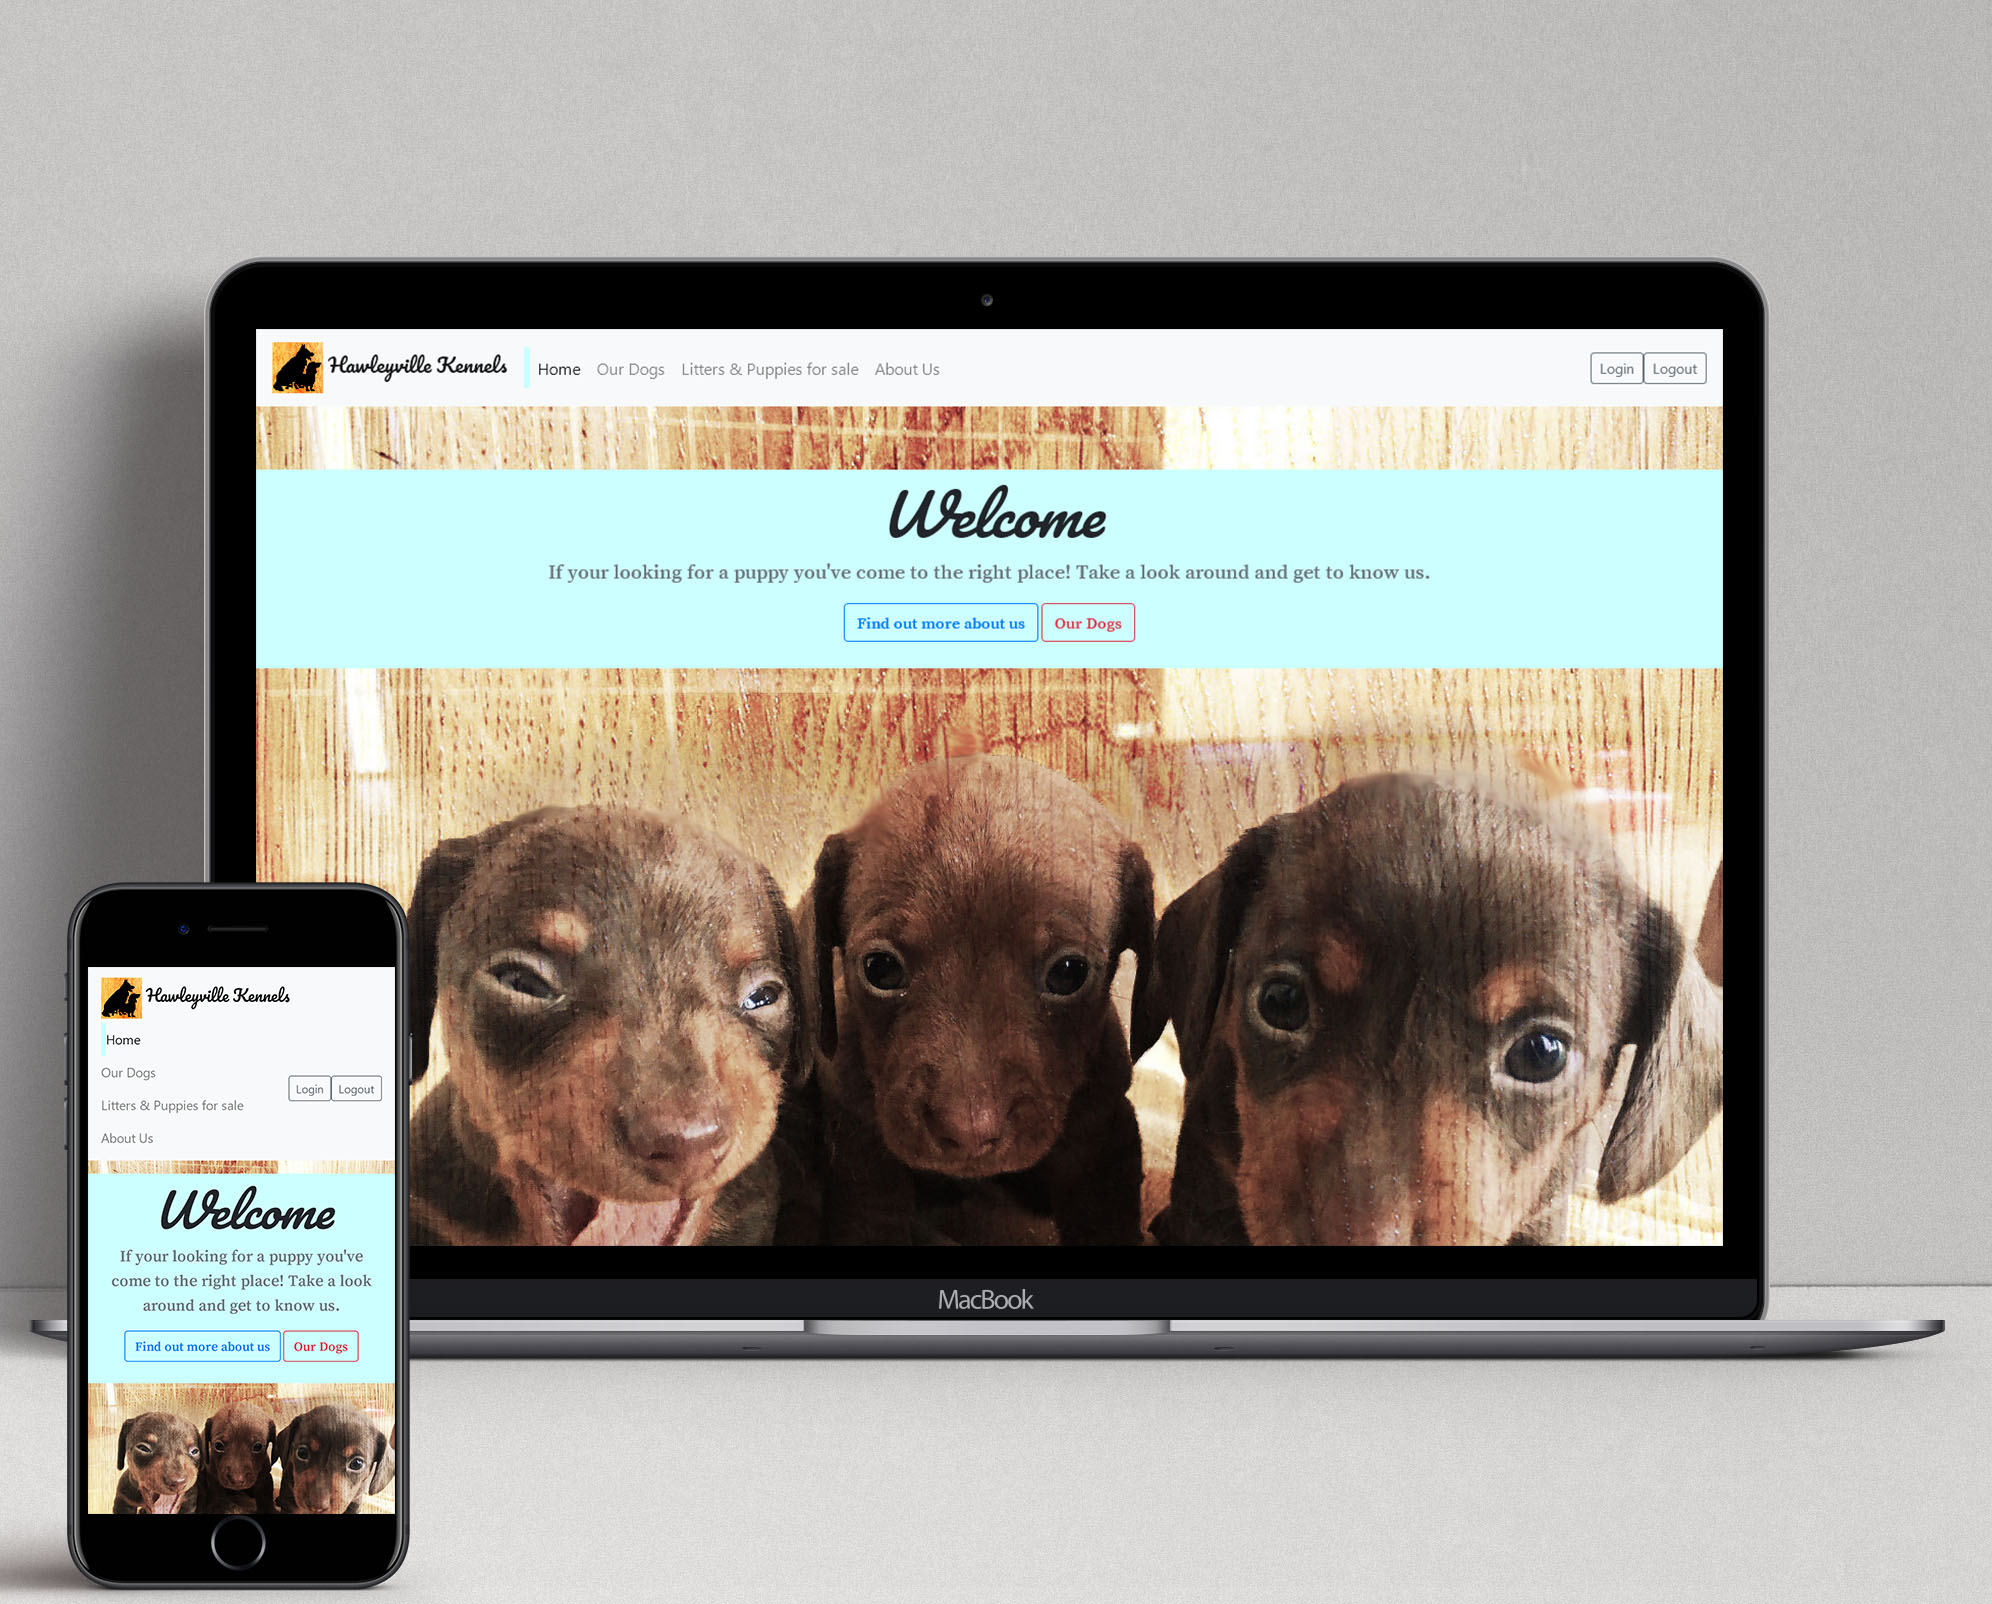 Hawleyville Kennels
Home Our Dogs Litters & Puppies for sale About Us
Login Logout
Welcome
If your looking for a puppy you've come to the right place! Take a look around and get to know us.
Find out more about us Our Dogs
MacBook
Hawleyville Kennels
Home
Our Dogs
Litters & Puppies for sale
About Us
Login Logout
Welcome
If your looking for a puppy you've
come to the right place! Take a look
around and get to know us.
Find out more about us Our Dogs